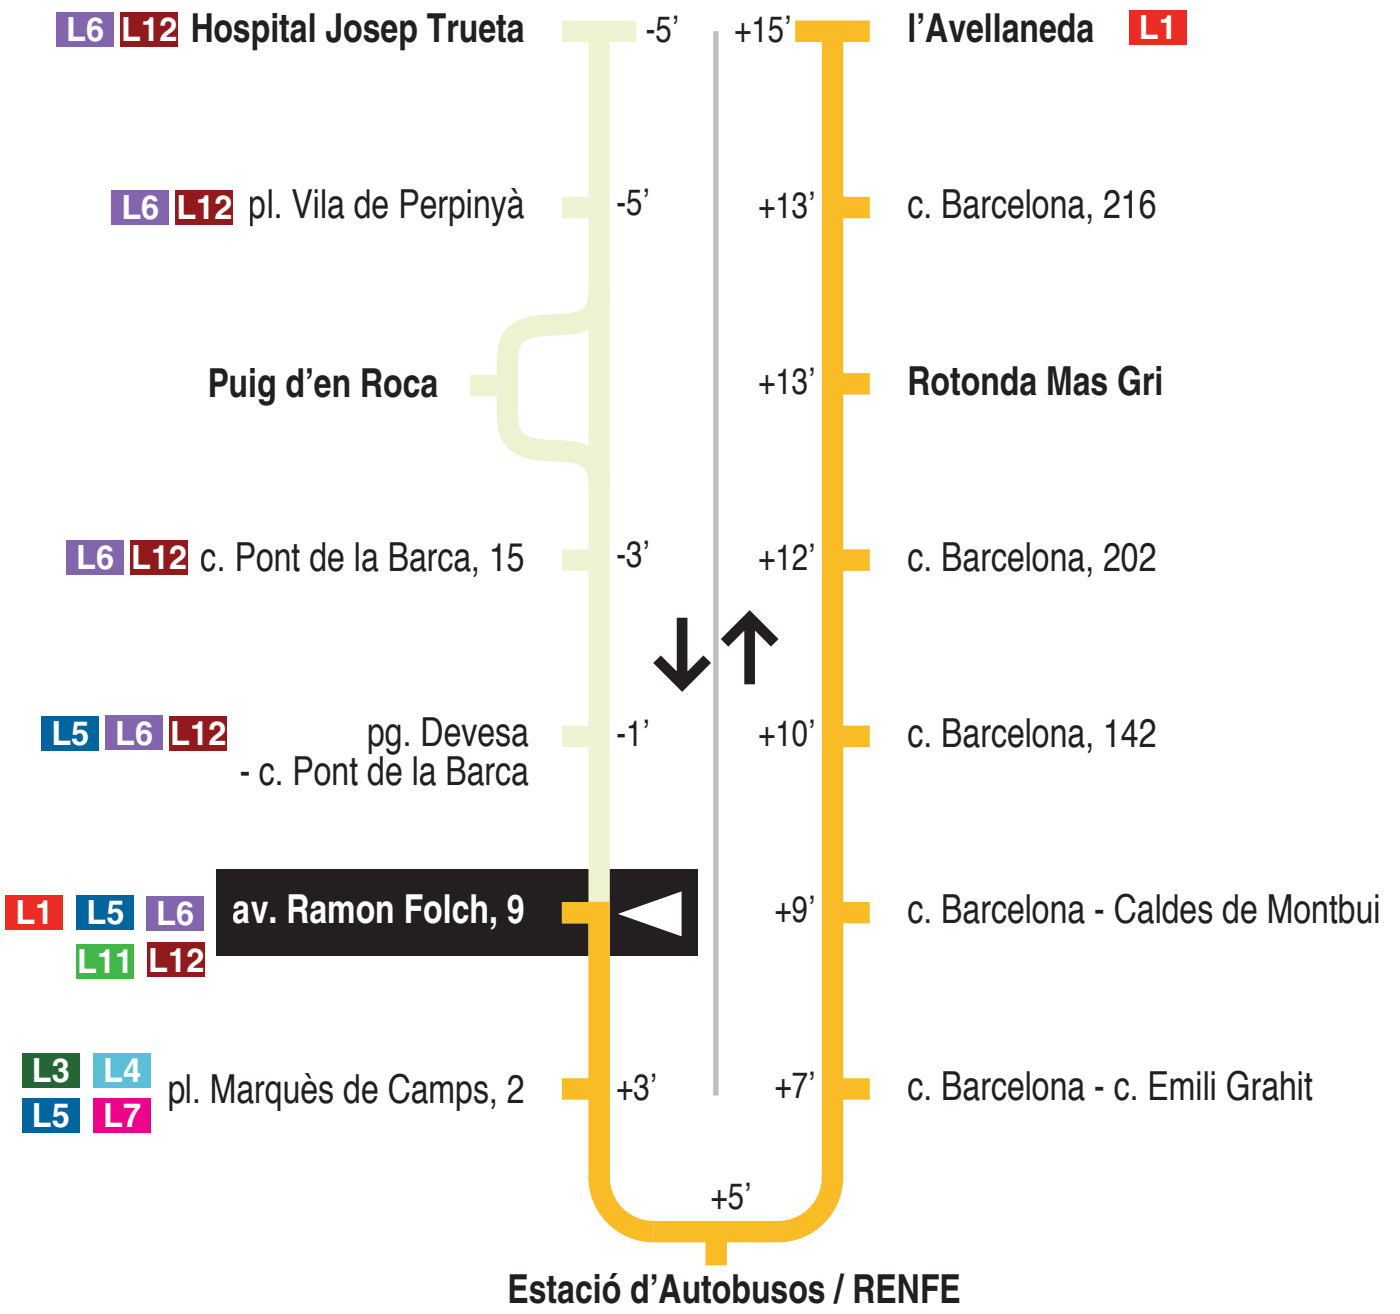 L6 L12 Hospital Josep Trueta -5’ +15’ l’Avellaneda L1
L6 L12 pl. Vila de Perpinyà -5’ +13’ c. Barcelona, 216
Puig d’en Roca +13’ Rotonda Mas Gri
L6 L12 c. Pont de la Barca, 15 -3’ +12’ c. Barcelona, 202
L5 L6 L12 pg. Devesa -1’ +10’ c. Barcelona, 142
- c. Pont de la Barca
L1 L5 L6 av. Ramon Folch, 9 +9’ c. Barcelona - Caldes de Montbui
L11 L12
L3 L4
pl. Marquès de Camps, 2 +3’ +7’ c. Barcelona - c. Emili Grahit
L5 L7
+5’
Estació d’Autobusos / RENFE